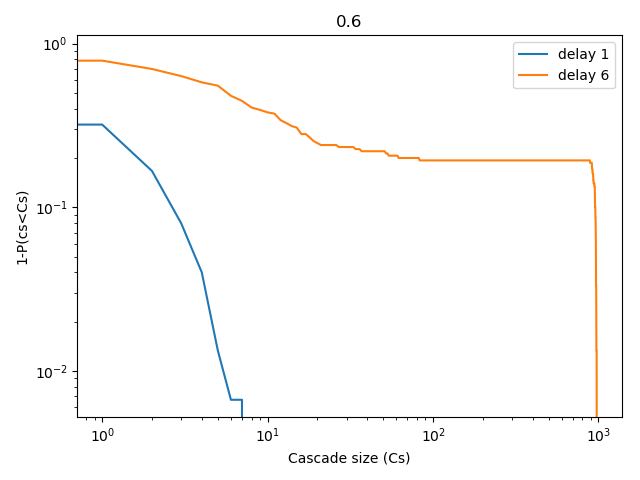 0.6
delay 1
delay 6
10⁰
10⁻¹
10⁻²
1-P(cs<Cs)
10⁰ 10¹ 10² 10³
Cascade size (Cs)